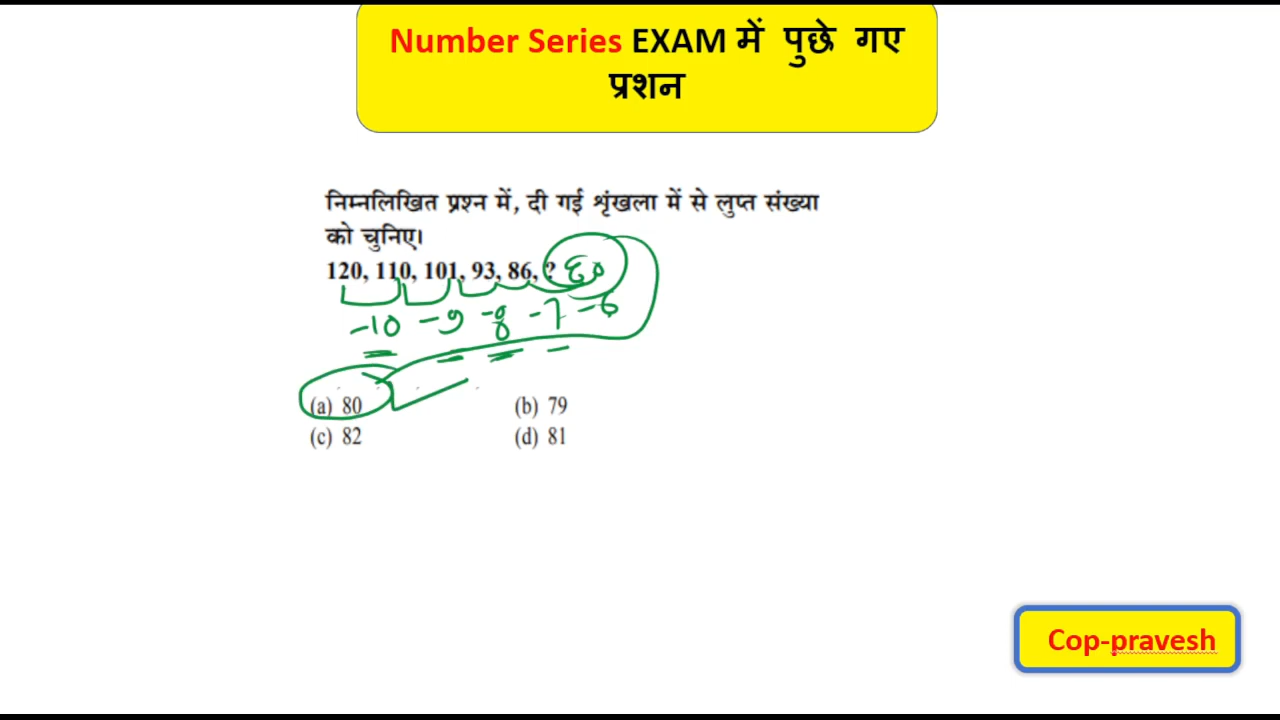 Number Series EXAM में पुछे गए
प्रशन
निम्नलिखित प्रश्न में, दी गई शृंखला में से लुप्त संख्या
को चुनिए।
120, 110, 101, 93, 86, ? 80
-10 -9 -8 -7 -6
(a) 80 (b) 79
(c) 82 (d) 81
Cop-pravesh